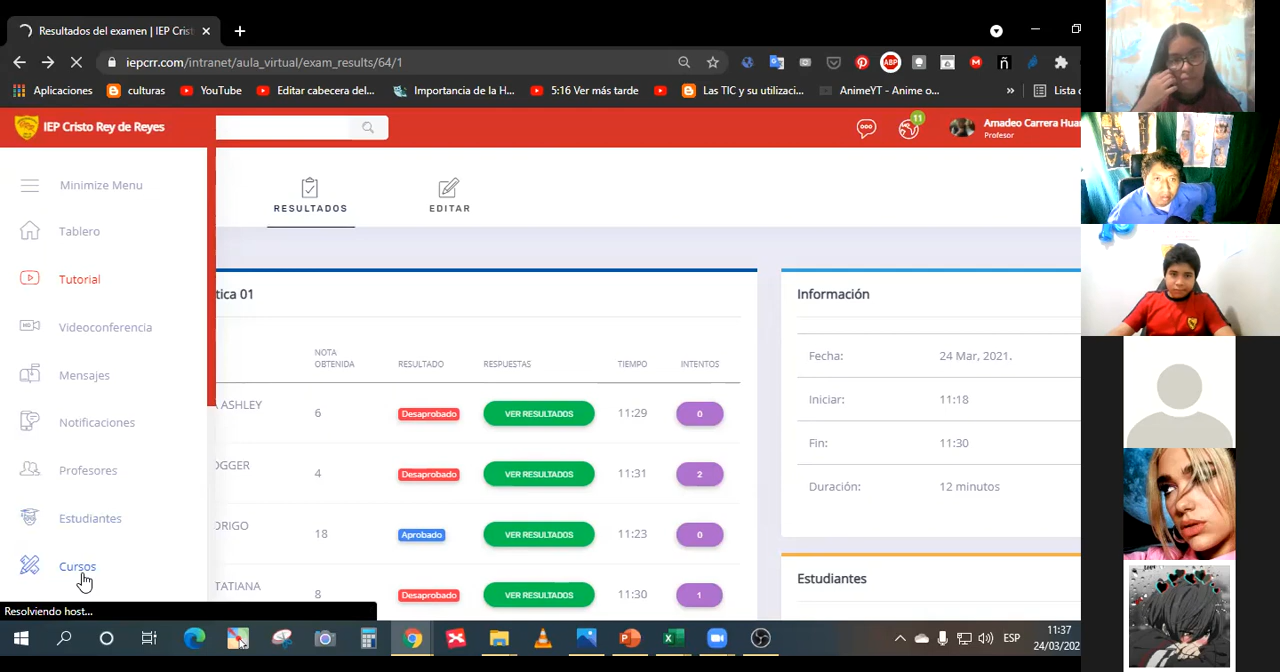 Resultados del examen | IEP Crist
iepcrr.com/intranet/aula_virtual/exam_results/64/1
Aplicaciones
culturas
YouTube
Editar cabecera del...
Importancia de la H...
5:16 Ver más tarde
Las TIC y su utilizaci...
AnimeYT - Anime o...
»
Lista d
IEP Cristo Rey de Reyes
11
Amadeo Carrera Huar
Profesor
Minimize Menu
Tablero
Tutorial
Videoconferencia
Mensajes
Notificaciones
Profesores
Estudiantes
Cursos
RESULTADOS
EDITAR
tica 01
NOTA OBTENIDA RESULTADO RESPUESTAS TIEMPO INTENTOS
ASHLEY 6 Desaprobado VER RESULTADOS 11:29 0
OGGER 4 Desaprobado VER RESULTADOS 11:31 2
ODRIGO 18 Aprobado VER RESULTADOS 11:23 0
TATIANA 8 Desaprobado VER RESULTADOS 11:30 1
Información
Fecha: 24 Mar, 2021.
Iniciar: 11:18
Fin: 11:30
Duración: 12 minutos
Estudiantes
Resolviendo host...
ESP
11:37
24/03/202